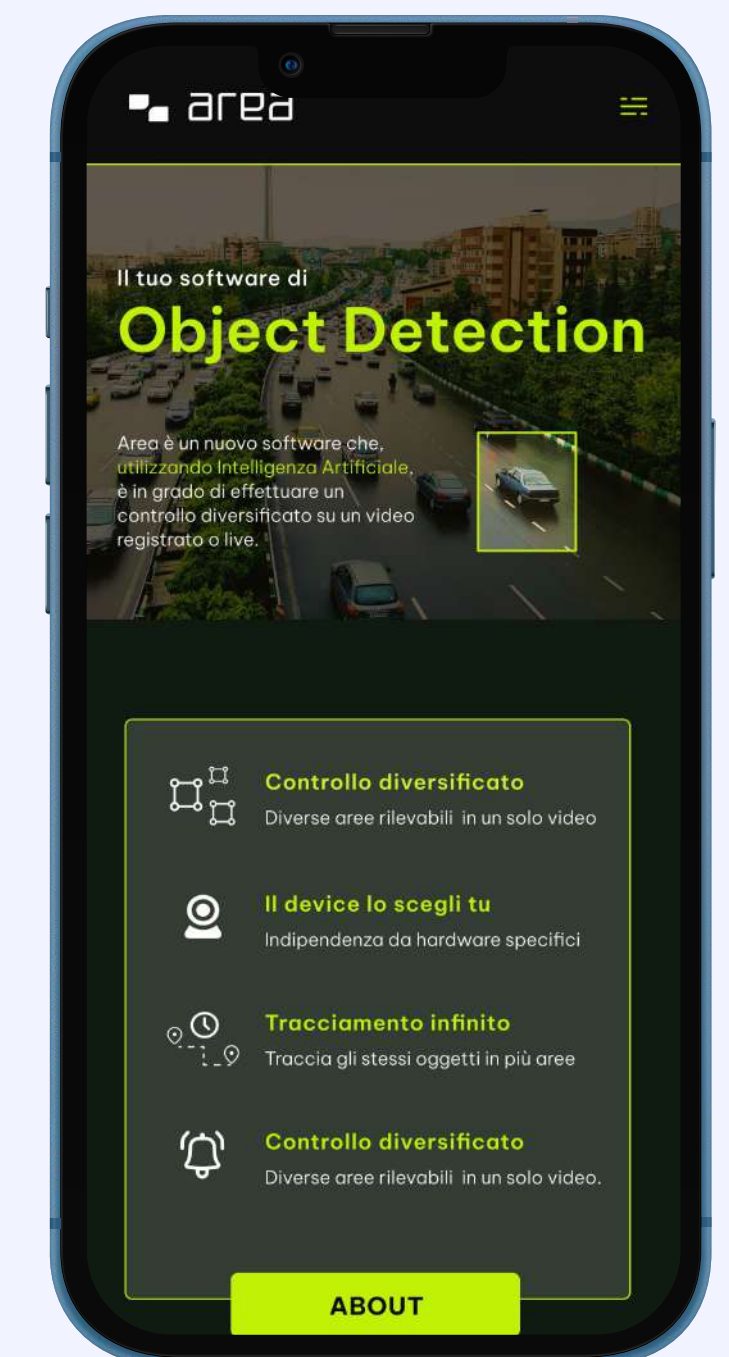 area
Il tuo software di
Object Detection
Area è un nuovo software che,
utilizzando Intelligenza Artificiale,
è in grado di effettuare un
controllo diversificato su un video
registrato o live.
Controllo diversificato
Diverse aree rilevabili in un solo video
Il device lo scegli tu
Indipendenza da hardware specifici
Tracciamento infinito
Traccia gli stessi oggetti in più aree
Controllo diversificato
Diverse aree rilevabili in un solo video.
ABOUT